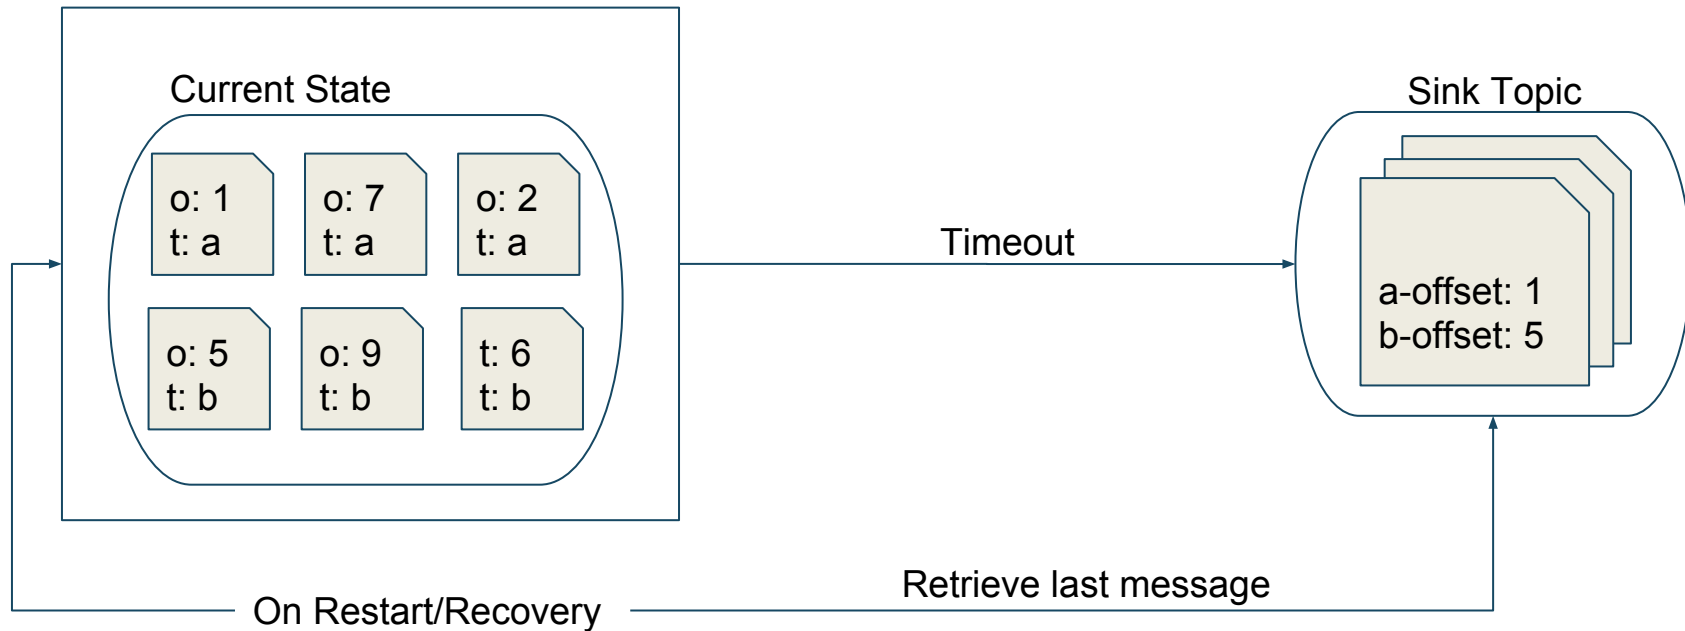 Current State
o: 1
t: a
o: 7
t: a
o: 2
t: a
o: 5
t: b
o: 9
t: b
t: 6
t: b
Timeout
Sink Topic
a-offset: 1
b-offset: 5
Retrieve last message
On Restart/Recovery